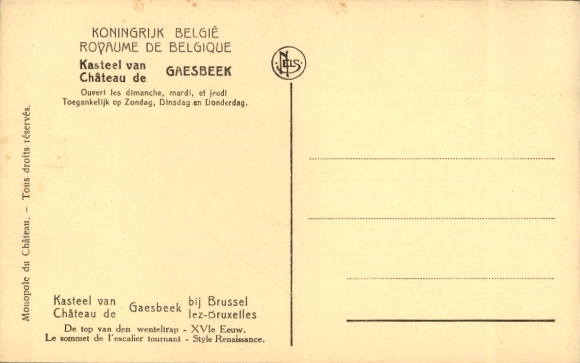 KONINGRIJK BELGIË
ROYAUME DE BELGIQUE
Kasteel van
Château de GAESBEEK
Ouvert les dimanche, mardi, et jeudi
Toegankelijk op Zondag, Dinsdag en Donderdag.
NELS
Monopole du Château. – Tous droits réservés.
Kasteel van Gaesbeek bij Brussel
Château de lez-Bruxelles
De top van den wenteltrap - XVIe Eeuw.
Le sommet de l'escalier tournant - Style Renaissance.